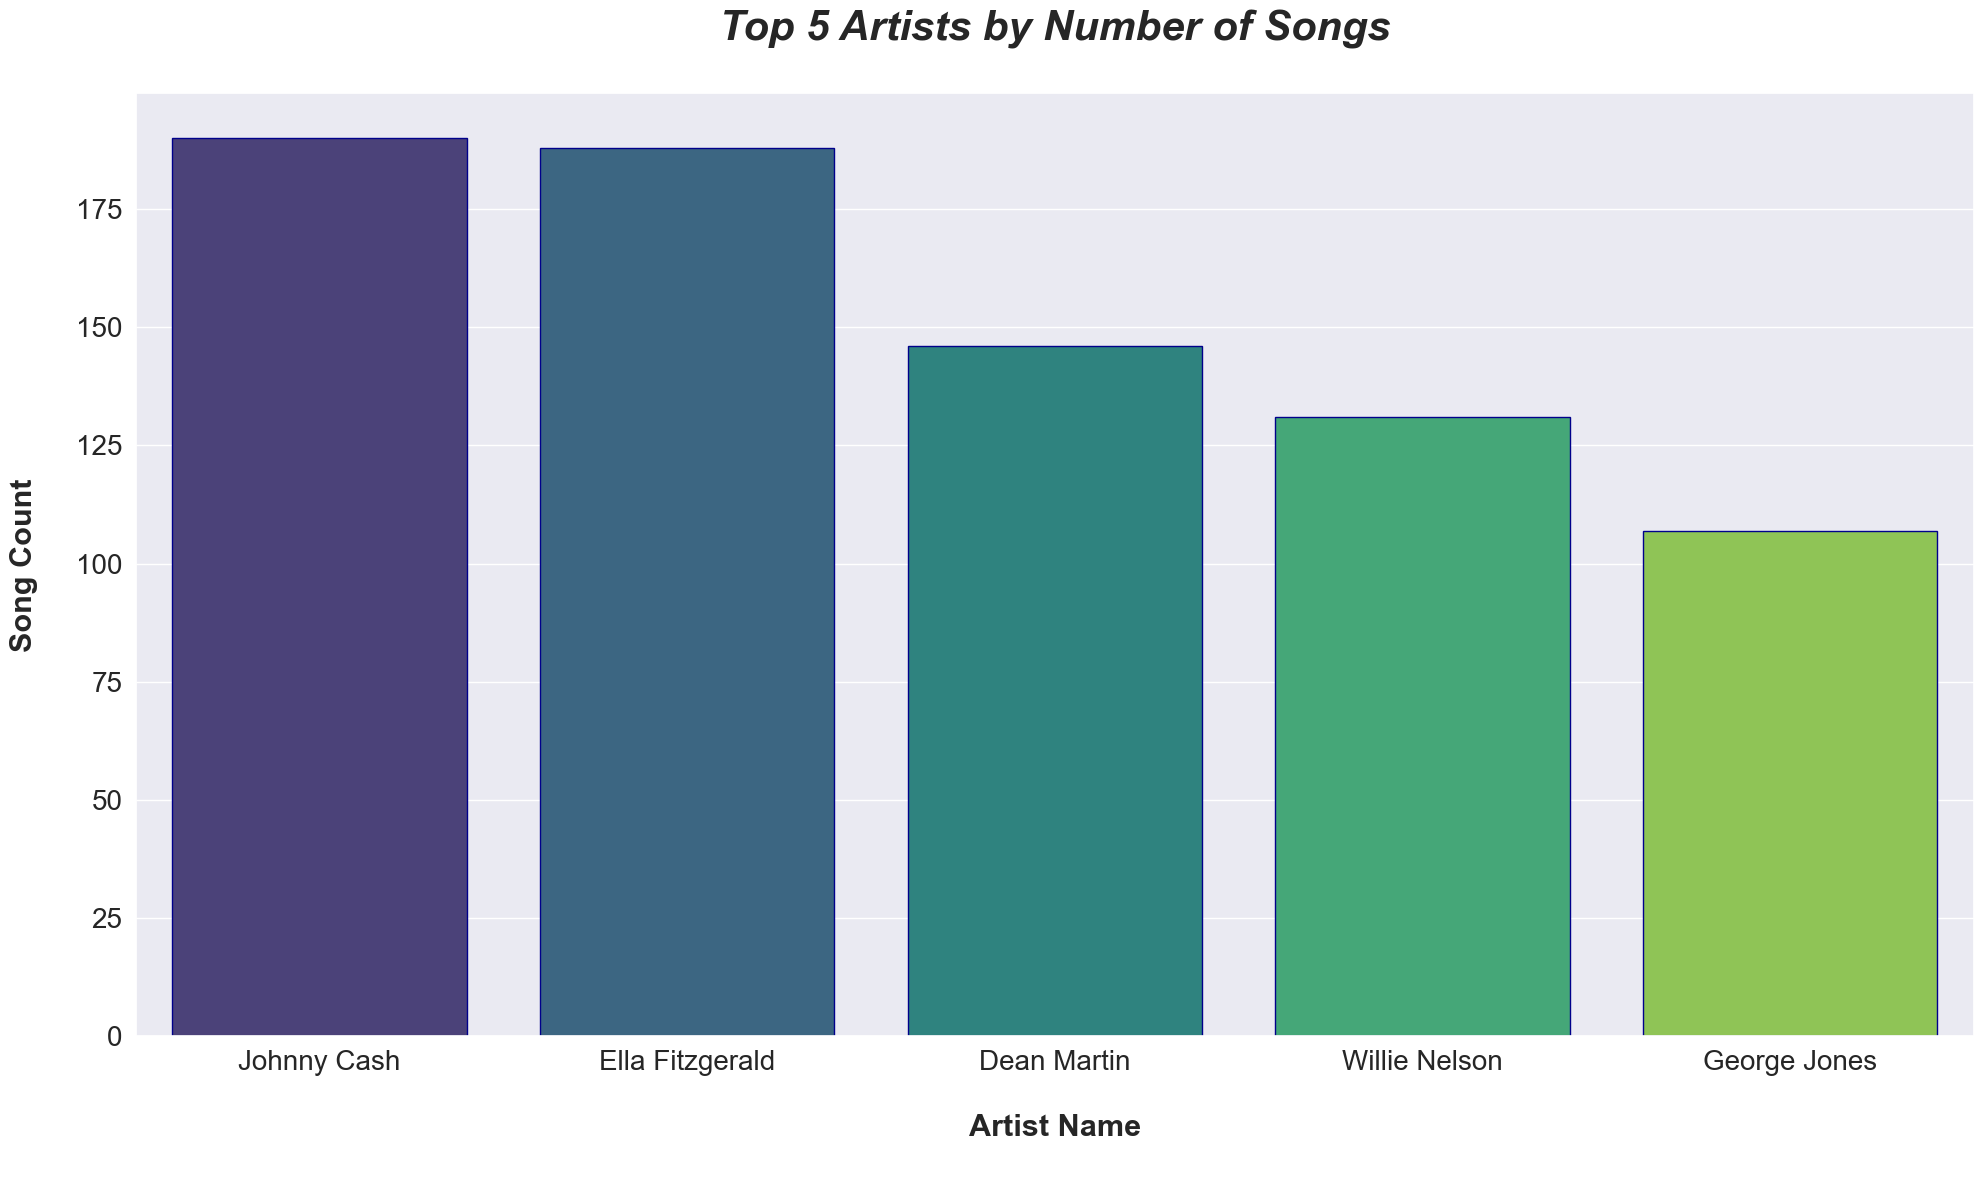 Top 5 Artists by Number of Songs
175
150
125
100
75
50
25
0
Song Count
Johnny Cash
Ella Fitzgerald
Dean Martin
Willie Nelson
George Jones
Artist Name